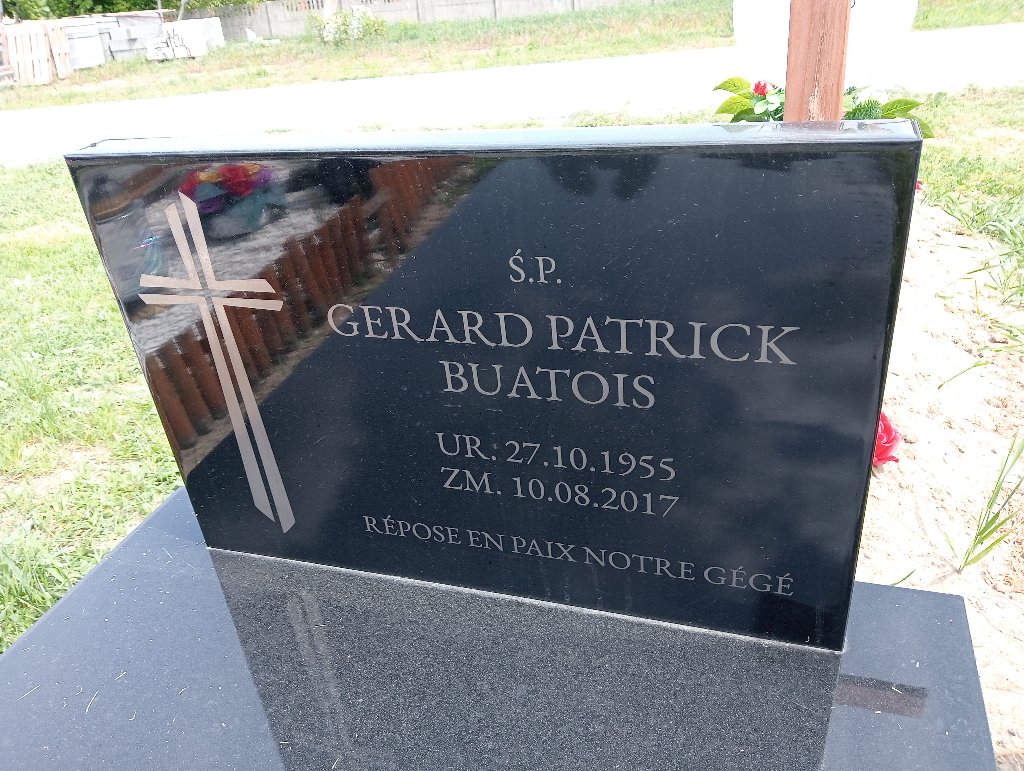 Ś.P.
GERARD PATRICK
BUATOIS
UR. 27.10.1955
ZM. 10.08.2017
RÉPOSE EN PAIX NOTRE GÉGÉ